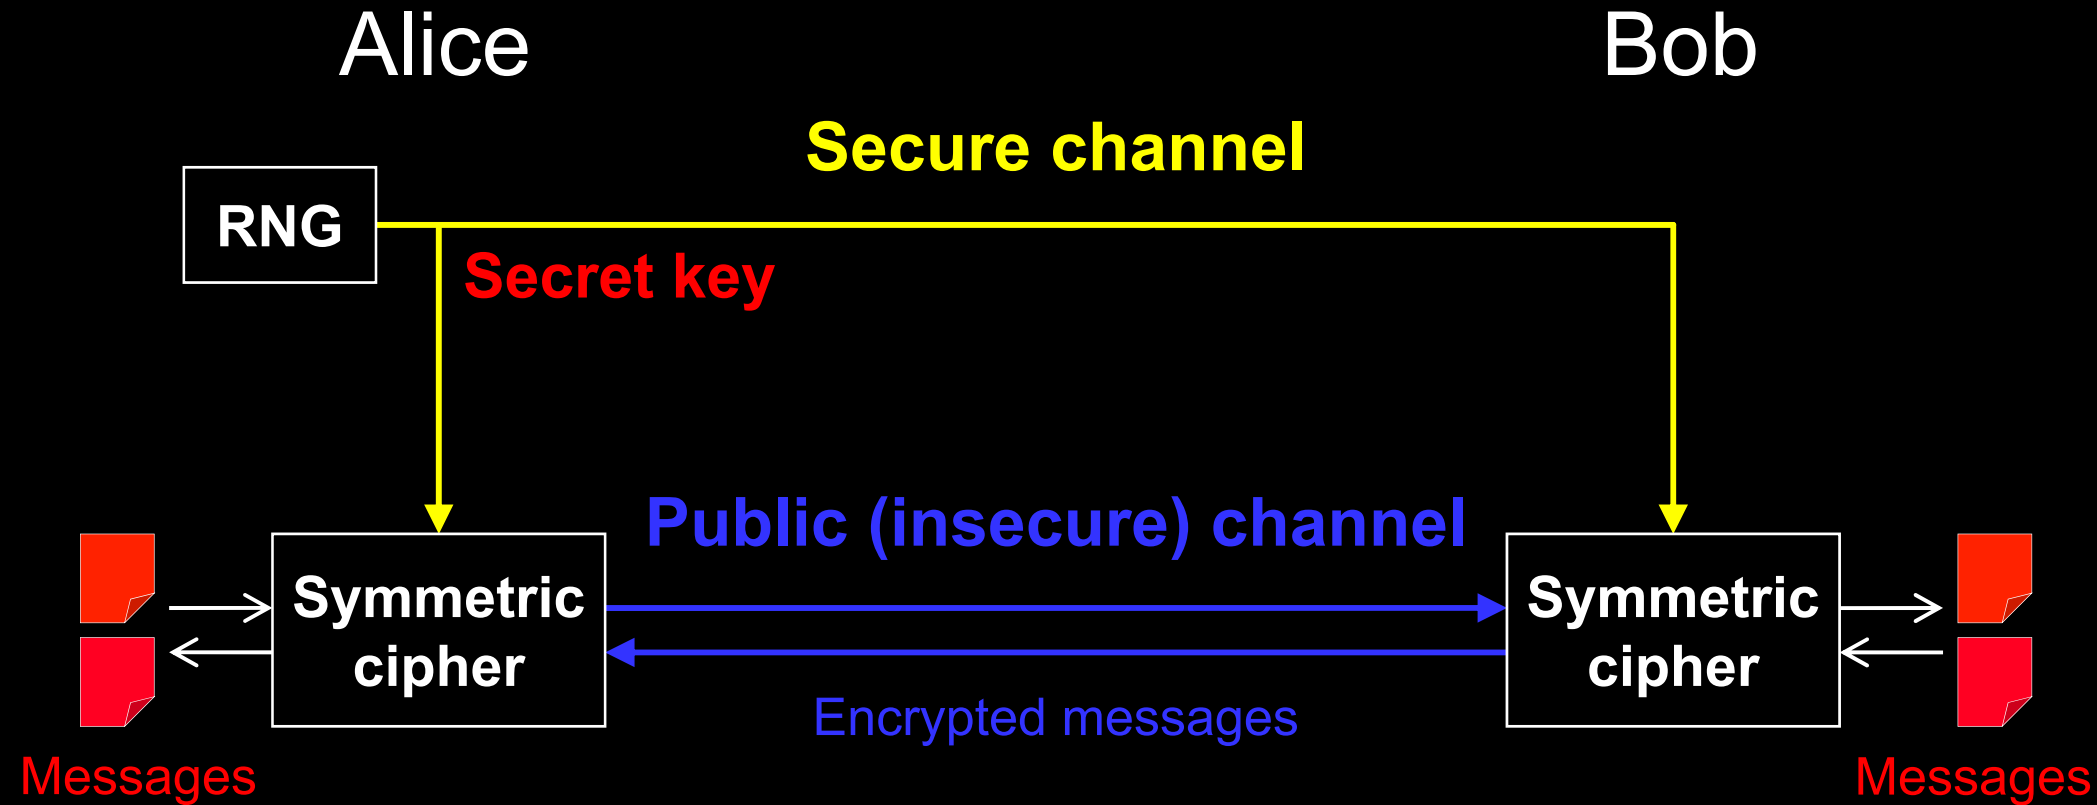 Alice
Bob
Secure channel
RNG
Secret key
Public (insecure) channel
Symmetric
cipher
Symmetric
cipher
Encrypted messages
Messages
Messages